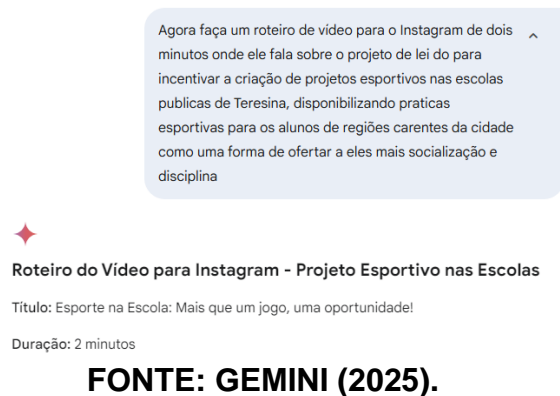 Agora faça um roteiro de vídeo para o Instagram de dois
minutos onde ele fala sobre o projeto de lei do para
incentivar a criação de projetos esportivos nas escolas
publicas de Teresina, disponibilizando praticas
esportivas para os alunos de regiões carentes da cidade
como uma forma de ofertar a eles mais socialização e
disciplina
Roteiro do Vídeo para Instagram - Projeto Esportivo nas Escolas
Título: Esporte na Escola: Mais que um jogo, uma oportunidade!
Duração: 2 minutos
FONTE: GEMINI (2025).